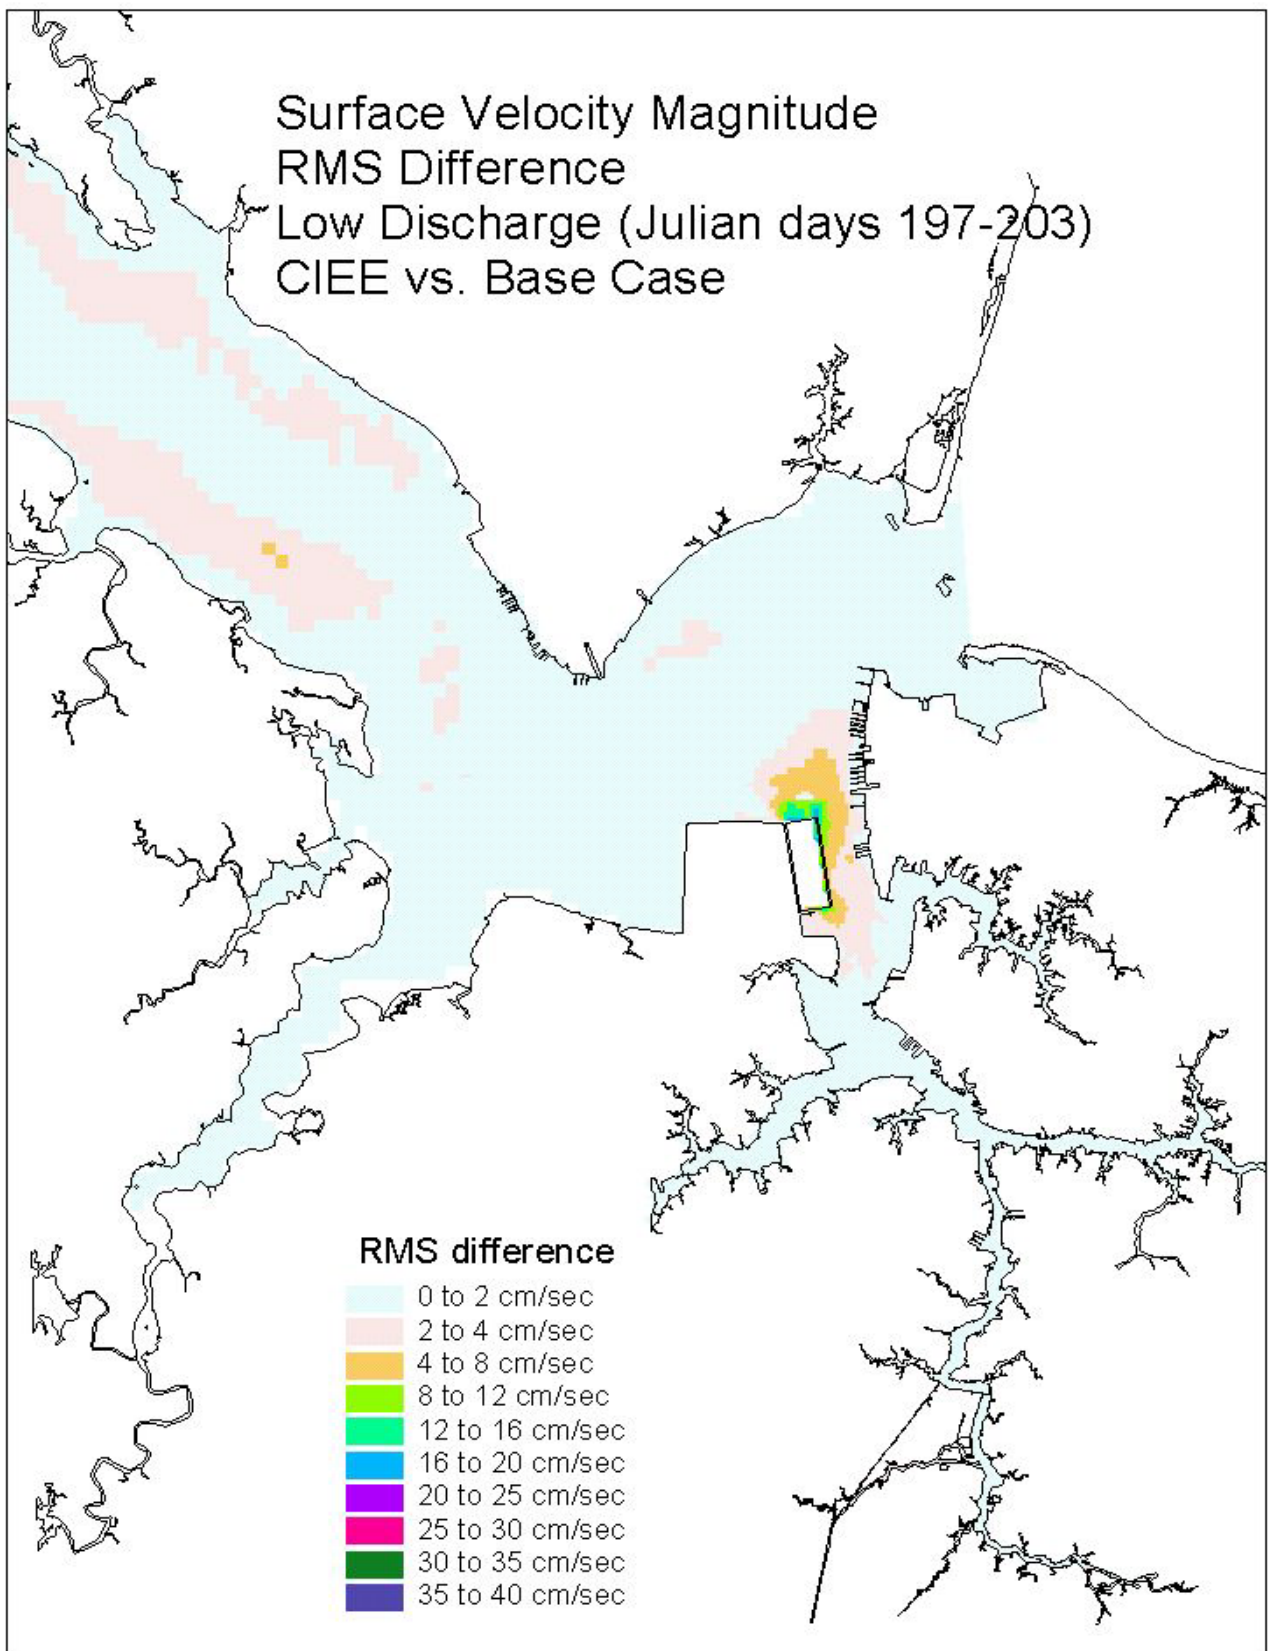 Surface Velocity Magnitude
RMS Difference
Low Discharge (Julian days 197-203)
CIEE vs. Base Case
RMS difference
0 to 2 cm/sec
2 to 4 cm/sec
4 to 8 cm/sec
8 to 12 cm/sec
12 to 16 cm/sec
16 to 20 cm/sec
20 to 25 cm/sec
25 to 30 cm/sec
30 to 35 cm/sec
35 to 40 cm/sec